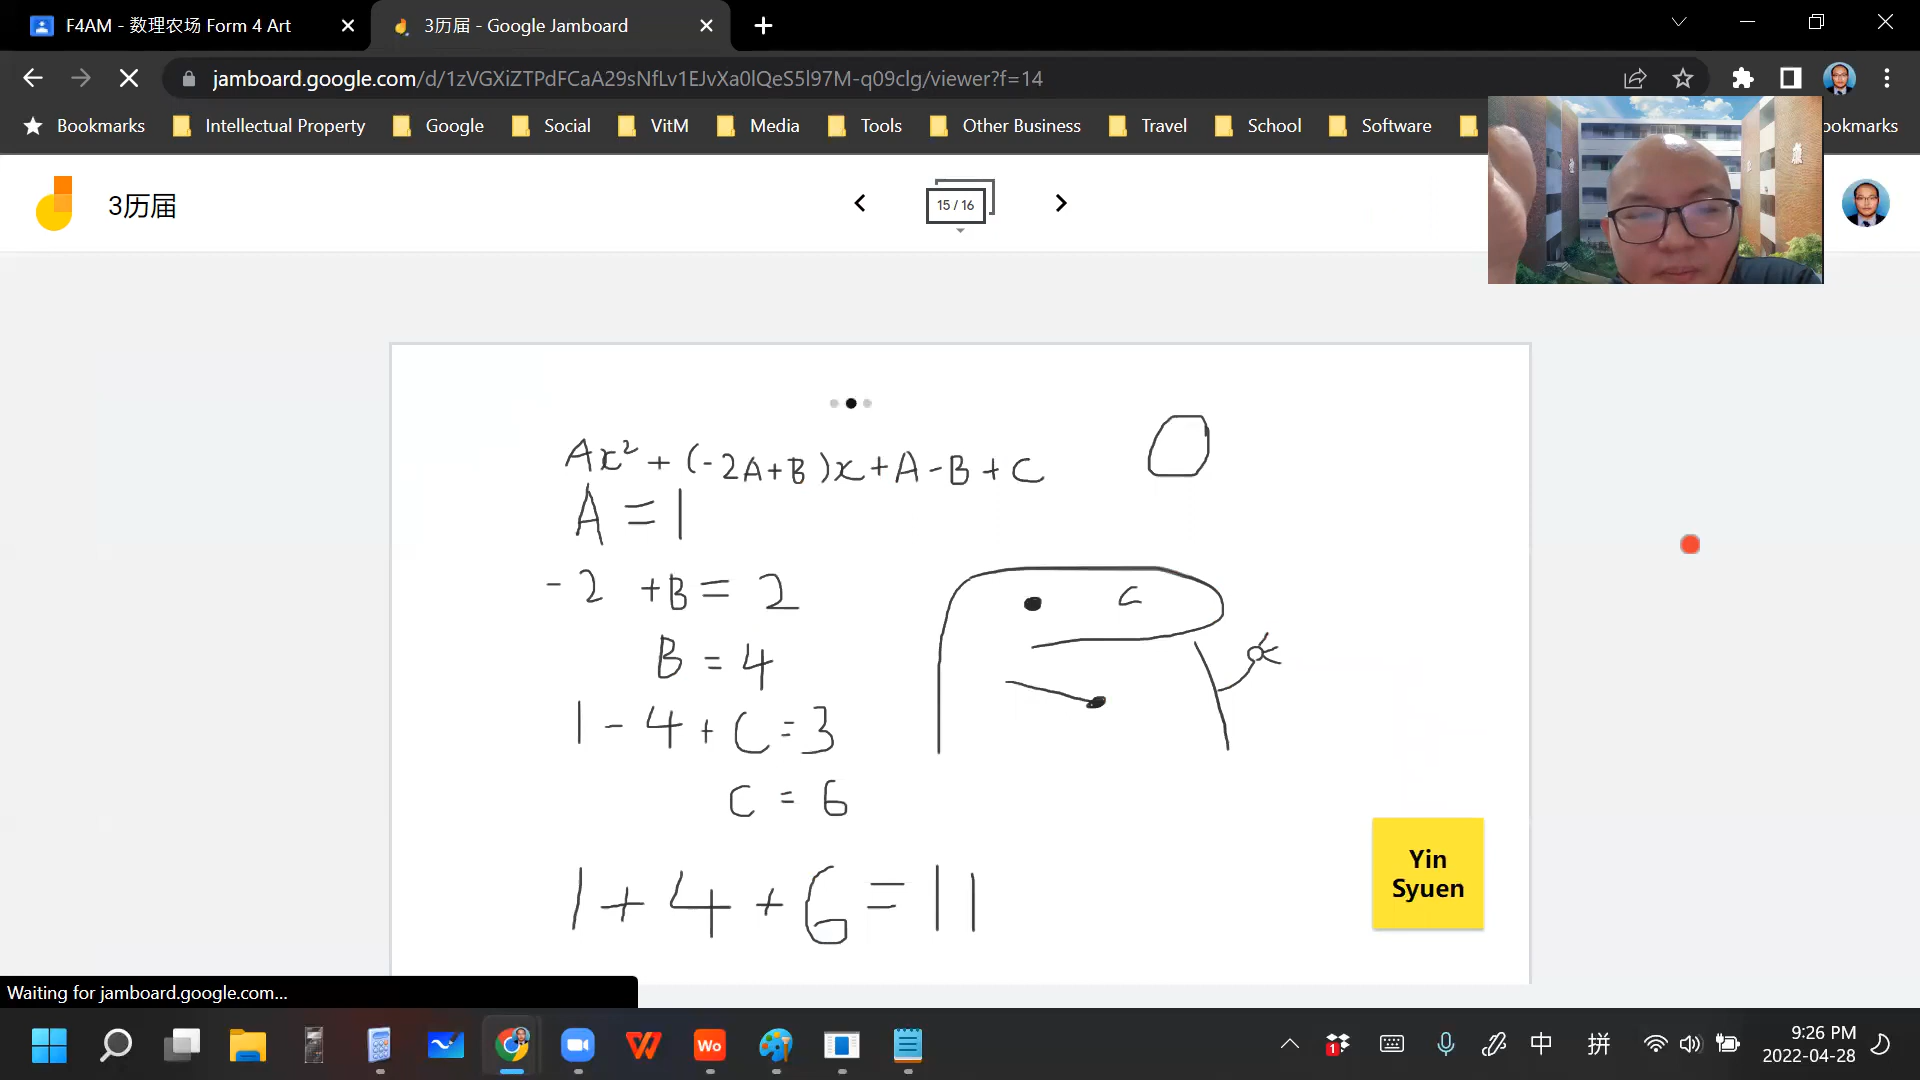 F4AM - 数理农场 Form 4 Art
3历届 - Google Jamboard
jamboard.google.com/d/1zVGXiZTPdFCaA29sNfLv1EJvXa0lQeS5l97M-q09clg/viewer?f=14
Bookmarks Intellectual Property Google Social VitM Media Tools Other Business Travel School Software ookmarks
3历届
15 / 16
Ax² + (-2A+B)x+A-B+C
A = 1
-2 +B = 2
B = 4
1 - 4 + C = 3
C = 6
1 + 4 + 6 = 11
C
Yin
Syuen
Waiting for jamboard.google.com...
Wo
1
中
拼
9:26 PM
2022-04-28